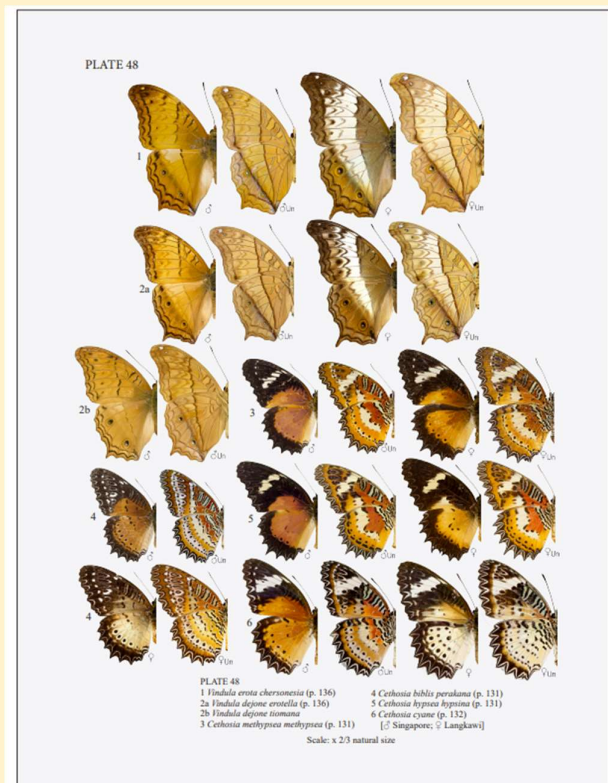 PLATE 48
1
♂
♂Un
♀
♀Un
2a
♂
♂Un
♀
♀Un
2b
♂
♂Un
3
♂
♂Un
♀
♀Un
4
♂
♂Un
5
♂
♂Un
♀
♀Un
4
♀
♀Un
6
♂
♂Un
♀
♀Un
PLATE 48
1 Vindula erota chersonesia (p. 136)
2a Vindula dejone erotella (p. 136)
2b Vindula dejone tiomana
3 Cethosia methypsea methypsea (p. 131)
4 Cethosia biblis perakana (p. 131)
5 Cethosia hypsea hypsina (p. 131)
6 Cethosia cyane (p. 132)
[♂ Singapore; ♀ Langkawi]
Scale: x 2/3 natural size